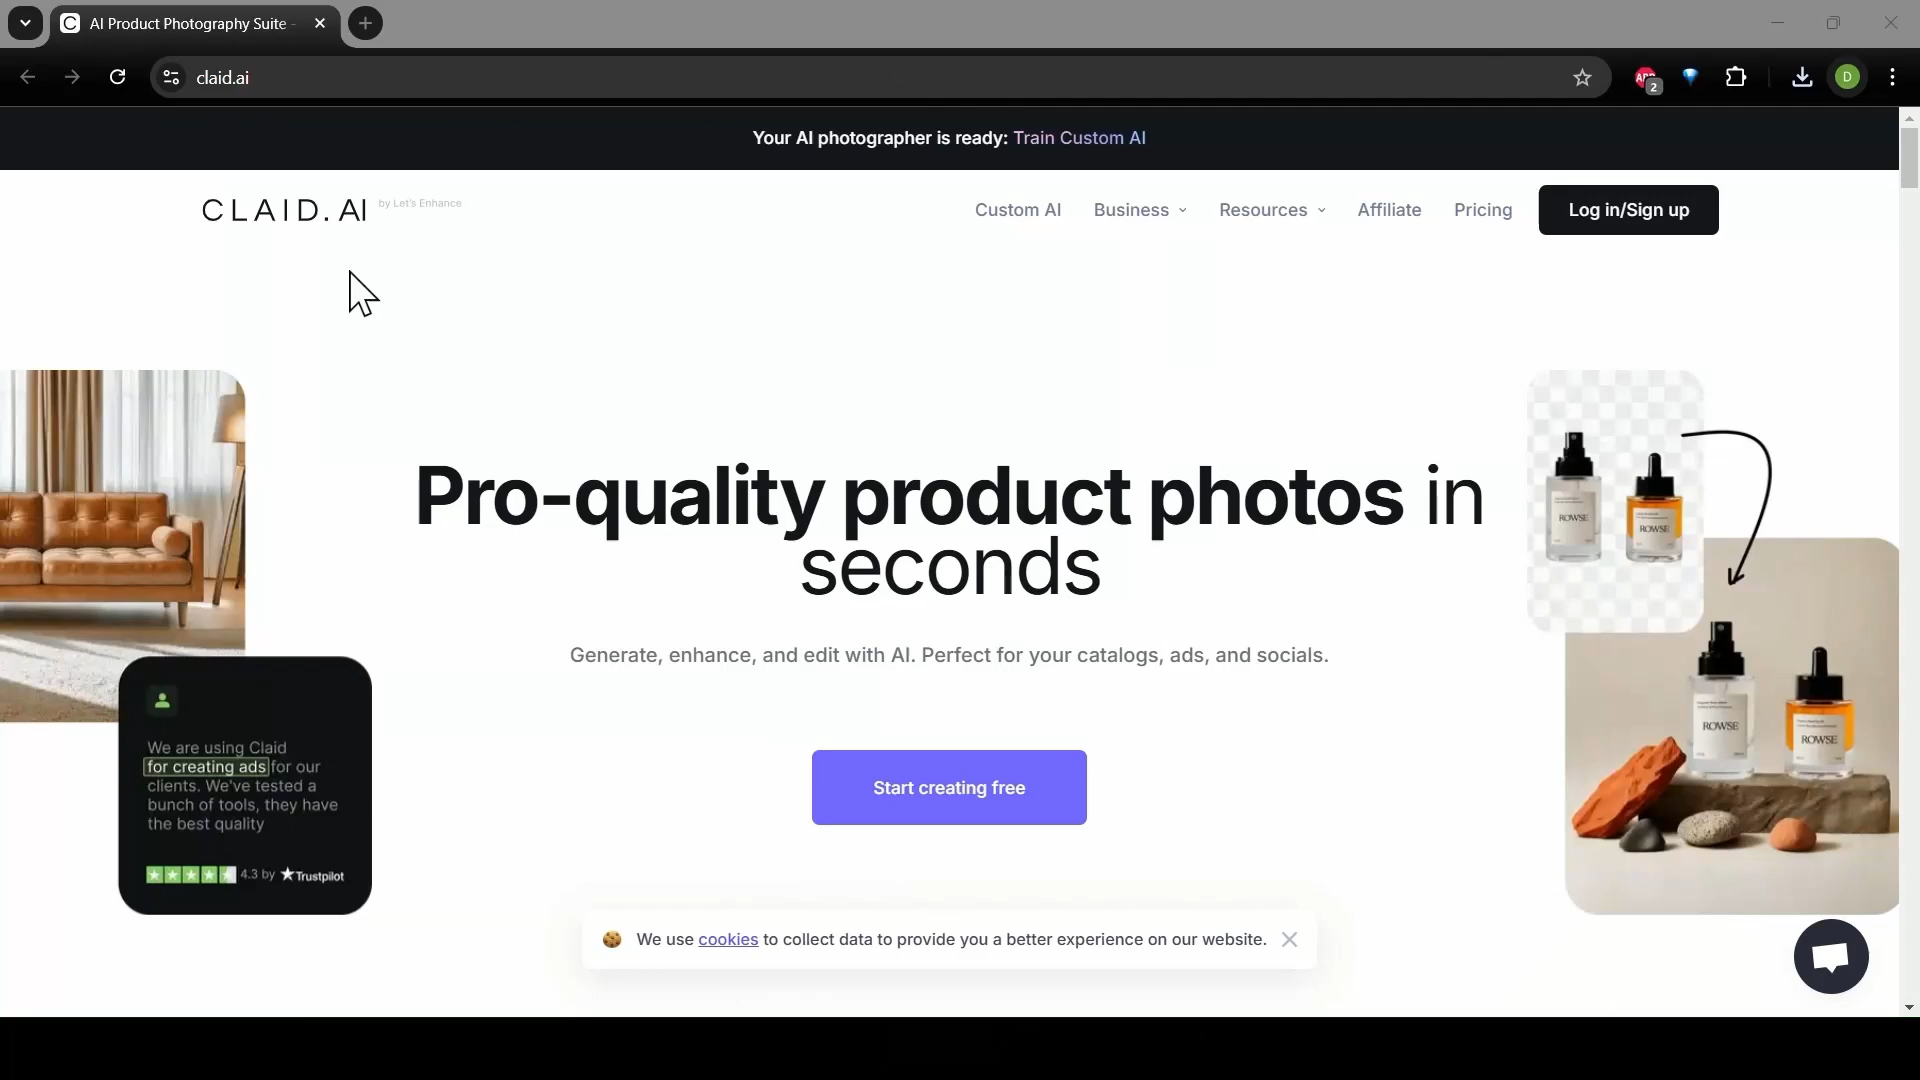 AI Product Photography Suite -
claid.ai
ABP
2
D
Your AI photographer is ready: Train Custom AI
CLAID.AI by Let's Enhance
Custom AI
Business
Resources
Affiliate
Pricing
Log in/Sign up
Pro-quality product photos in
seconds
Generate, enhance, and edit with AI. Perfect for your catalogs, ads, and socials.
Start creating free
We are using Claid
for creating ads for our
clients. We've tested a
bunch of tools, they have
the best quality
4.3 by Trustpilot
ROWSE
ROWSE
ROWSE
ROWSE
We use cookies to collect data to provide you a better experience on our website.